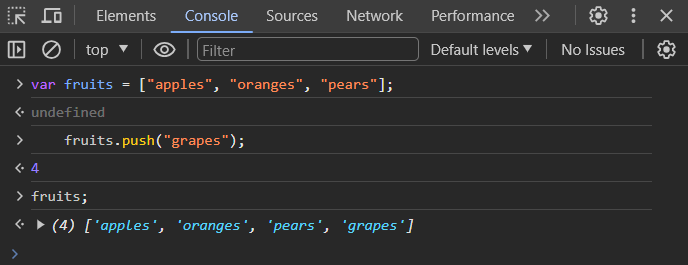 Elements Console Sources Network Performance
top Filter Default levels No Issues
var fruits = ["apples", "oranges", "pears"];
undefined
fruits.push("grapes");
4
fruits;
(4) ['apples', 'oranges', 'pears', 'grapes']